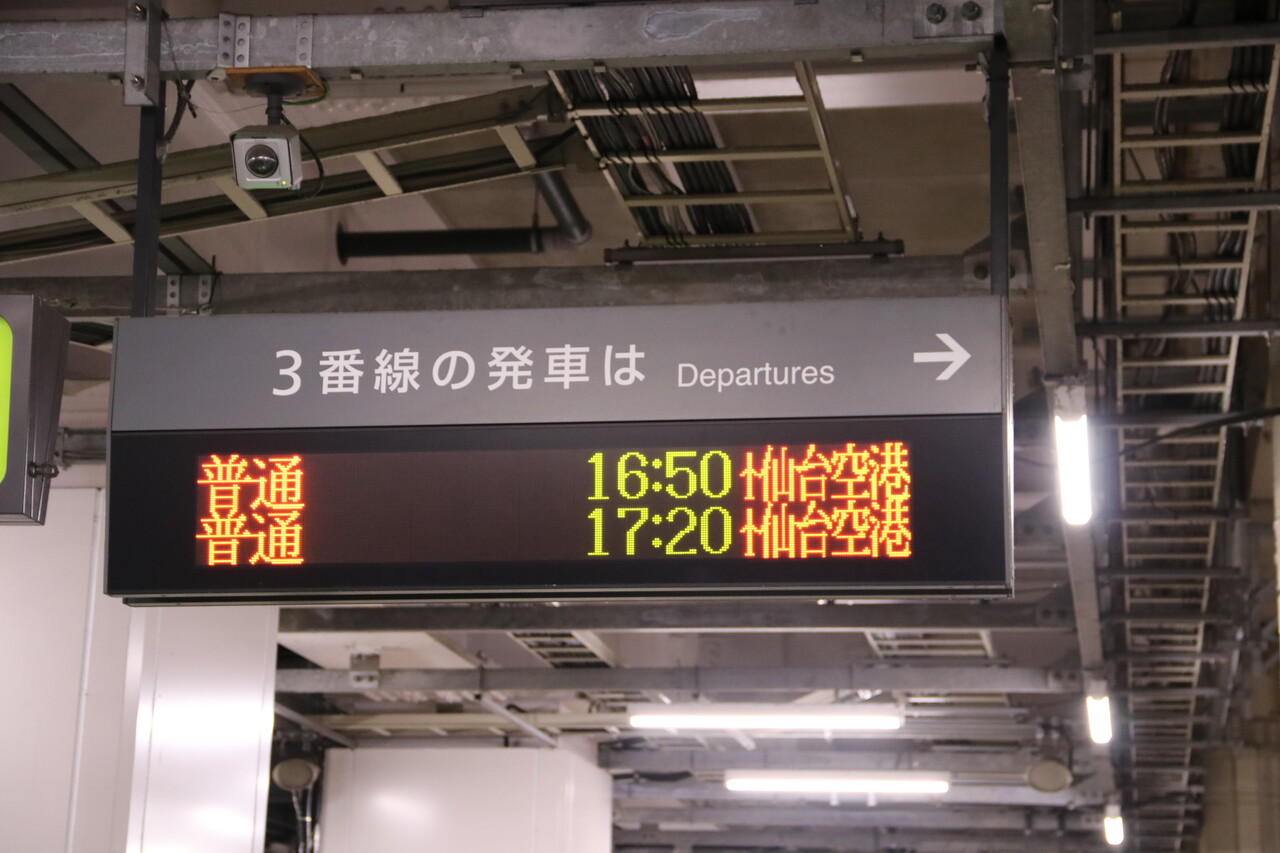 3番線の発車は Departures →
普通 16:50 仙台空港
普通 17:20 仙台空港